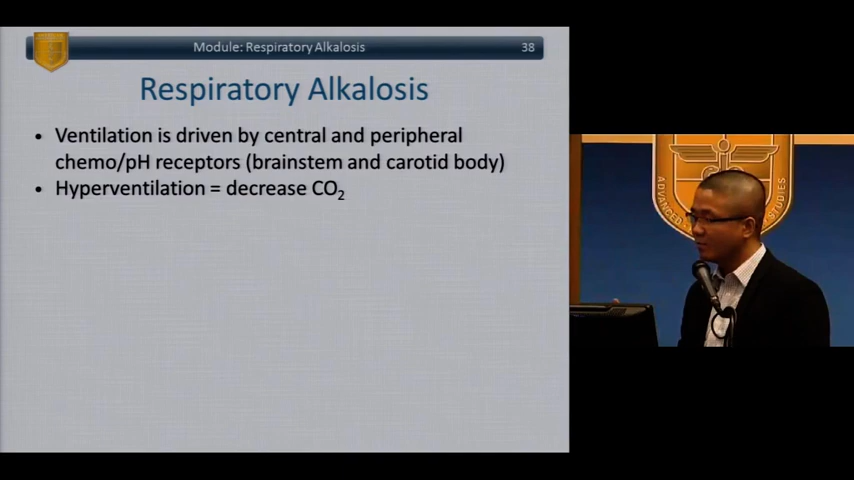 Module: Respiratory Alkalosis 38
Respiratory Alkalosis
• Ventilation is driven by central and peripheral
chemo/pH receptors (brainstem and carotid body)
• Hyperventilation = decrease CO₂
ADVANCED
STUDIES